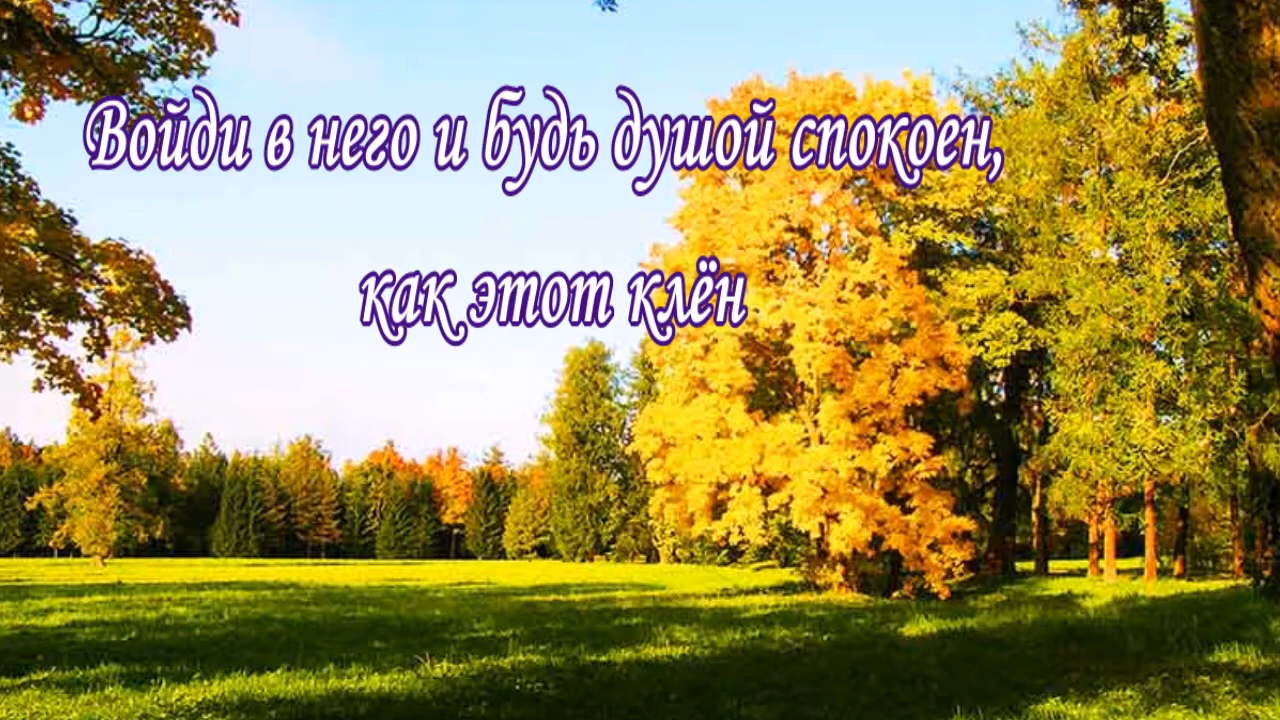 Войди в него и будь душой спокоен,
как этот клён